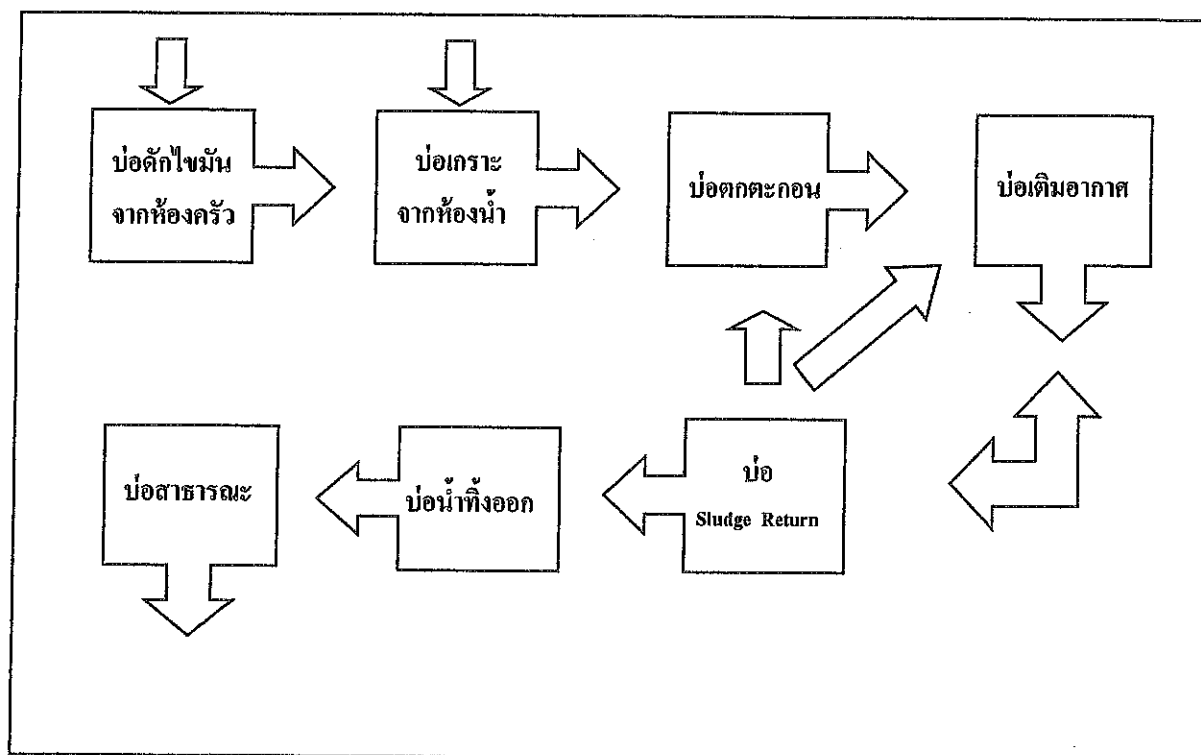 บ่อดักไขมัน
จากห้องครัว
บ่อเกราะ
จากห้องน้ำ
บ่อตกตะกอน
บ่อเติมอากาศ
บ่อสาธารณะ
บ่อน้ำทิ้งออก
บ่อ
Sludge Return